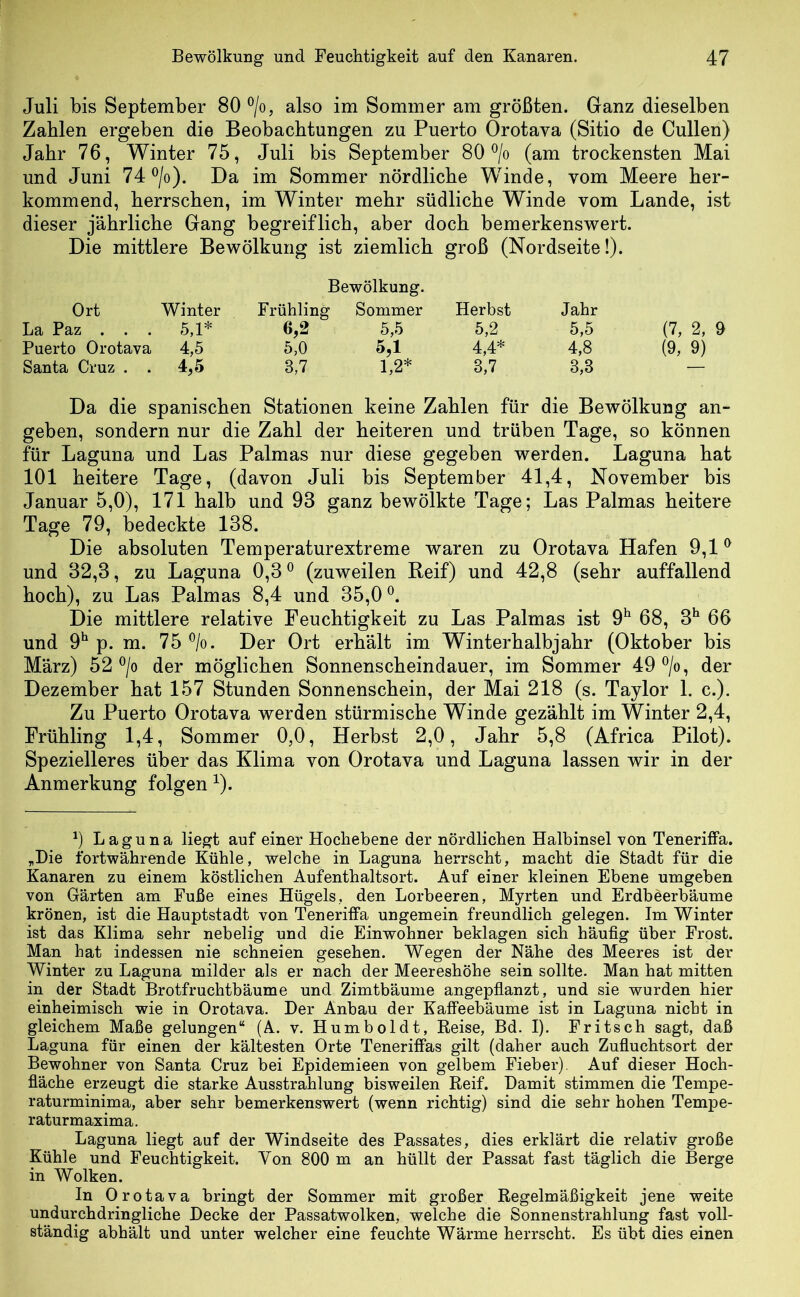 Bewölkung und Feuchtigkeit auf den Kanaren. 47
Juli bis September 80 %, also im Sommer am größten. Ganz dieselben
Zahlen ergeben die Beobachtungen zu Puerto Orotava (Sitio de Cullen)
Jahr 76, Winter 75, Juli bis September 80 % (am trockensten Mai
und Juni 74 %). Da im Sommer nördliche Winde, vom Meere her-
kommend, herrschen, im Winter mehr südliche Winde vom Lande, ist
dieser jährliche Gang begreiflich, aber doch bemerkenswert.
Die mittlere Bewölkung ist ziemlich groß (Nordseite!).
Bewölkung.
Ort Winter Frühling Sommer Herbst Jahr
La Paz . . . 5,1* 6,2 5,5 5,2 5,5 (7, 2, 9
Puerto Orotava 4,5 5,0 5,1 4,4* 4,8 (9, 9)
Santa Cruz . . 4,5 3,7 1,2* 3,7 3,3 —
Da die spanischen Stationen keine Zahlen für die Bewölkung an-
geben, sondern nur die Zahl der heiteren und trüben Tage, so können
für Laguna und Las Palmas nur diese gegeben werden. Laguna hat
101 heitere Tage, (davon Juli bis September 41,4, November bis
Januar 5,0), 171 halb und 93 ganz bewölkte Tage; Las Palmas heitere
Tage 79, bedeckte 138.
Die absoluten Temperaturextreme waren zu Orotava Hafen 9,1⁰
und 32,3, zu Laguna 0,3⁰ (zuweilen Reif) und 42,8 (sehr auffallend
hoch), zu Las Palmas 8,4 und 35,0⁰.
Die mittlere relative Feuchtigkeit zu Las Palmas ist 9ʰ 68, 3ʰ 66
und 9ʰ p. m. 75 %. Der Ort erhält im Winterhalbjahr (Oktober bis
März) 52 % der möglichen Sonnenscheindauer, im Sommer 49 %, der
Dezember hat 157 Stunden Sonnenschein, der Mai 218 (s. Taylor l. c.).
Zu Puerto Orotava werden stürmische Winde gezählt im Winter 2,4,
Frühling 1,4, Sommer 0,0, Herbst 2,0, Jahr 5,8 (Africa Pilot).
Spezielleres über das Klima von Orotava und Laguna lassen wir in der
Anmerkung folgen ¹).
¹) Laguna liegt auf einer Hochebene der nördlichen Halbinsel von Teneriffa.
„Die fortwährende Kühle, welche in Laguna herrscht, macht die Stadt für die
Kanaren zu einem köstlichen Aufenthaltsort. Auf einer kleinen Ebene umgeben
von Gärten am Fuße eines Hügels, den Lorbeeren, Myrten und Erdbeerbäume
krönen, ist die Hauptstadt von Teneriffa ungemein freundlich gelegen. Im Winter
ist das Klima sehr nebelig und die Einwohner beklagen sich häufig über Frost.
Man hat indessen nie schneien gesehen. Wegen der Nähe des Meeres ist der
Winter zu Laguna milder als er nach der Meereshöhe sein sollte. Man hat mitten
in der Stadt Brotfruchtbäume und Zimtbäume angepflanzt, und sie wurden hier
einheimisch wie in Orotava. Der Anbau der Kaffeebäume ist in Laguna nicht in
gleichem Maße gelungen“ (A. v. Humboldt, Reise, Bd. I). Fritsch sagt, daß
Laguna für einen der kältesten Orte Teneriffas gilt (daher auch Zufluchtsort der
Bewohner von Santa Cruz bei Epidemieen von gelbem Fieber). Auf dieser Hoch-
fläche erzeugt die starke Ausstrahlung bisweilen Reif. Damit stimmen die Tempe-
raturminima, aber sehr bemerkenswert (wenn richtig) sind die sehr hohen Tempe-
raturmaxima.
Laguna liegt auf der Windseite des Passates, dies erklärt die relativ große
Kühle und Feuchtigkeit. Von 800 m an hüllt der Passat fast täglich die Berge
in Wolken.
In Orotava bringt der Sommer mit großer Regelmäßigkeit jene weite
undurchdringliche Decke der Passatwolken, welche die Sonnenstrahlung fast voll-
ständig abhält und unter welcher eine feuchte Wärme herrscht. Es übt dies einen